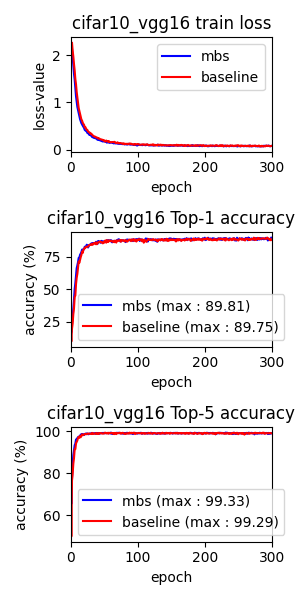 cifar10_vgg16 train loss
2
1
0
loss-value
mbs
baseline
0 100 200 300
epoch
cifar10_vgg16 Top-1 accuracy
75
50
25
accuracy (%)
mbs (max : 89.81)
baseline (max : 89.75)
0 100 200 300
epoch
cifar10_vgg16 Top-5 accuracy
100
80
60
accuracy (%)
mbs (max : 99.33)
baseline (max : 99.29)
0 100 200 300
epoch